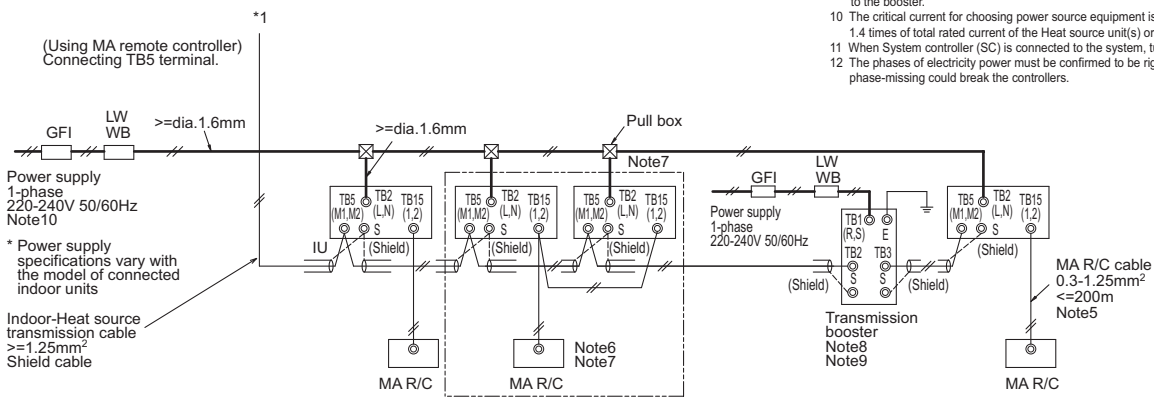 to the booster.
10 The critical current for choosing power source equipment is
1.4 times of total rated current of the Heat source unit(s) or
11 When System controller (SC) is connected to the system, tu
12 The phases of electricity power must be confirmed to be rig
phase-missing could break the controllers.
*1
(Using MA remote controller)
Connecting TB5 terminal.
GFI
LW
WB
>=dia.1.6mm
>=dia.1.6mm
Pull box
Note7
Power supply
1-phase
220-240V 50/60Hz
Note10
* Power supply
specifications vary with
the model of connected
indoor units
Indoor-Heat source
transmission cable
>=1.25mm²
Shield cable
IU
TB5
(M1,M2)
TB2
(L,N)
TB15
(1,2)
S
(Shield)
MA R/C
TB5
(M1,M2)
TB2
(L,N)
TB15
(1,2)
S
(Shield)
MA R/C
Note6
Note7
TB5
(M1,M2)
TB2
(L,N)
TB15
(1,2)
S
(Shield)
GFI
LW
WB
Power supply
1-phase
220-240V 50/60Hz
TB1
(R,S)
E
TB2
TB3
S
S
(Shield)
(Shield)
Transmission
booster
Note8
Note9
TB5
(M1,M2)
TB2
(L,N)
TB15
(1,2)
S
(Shield)
MA R/C cable
0.3-1.25mm²
<=200m
Note5
MA R/C